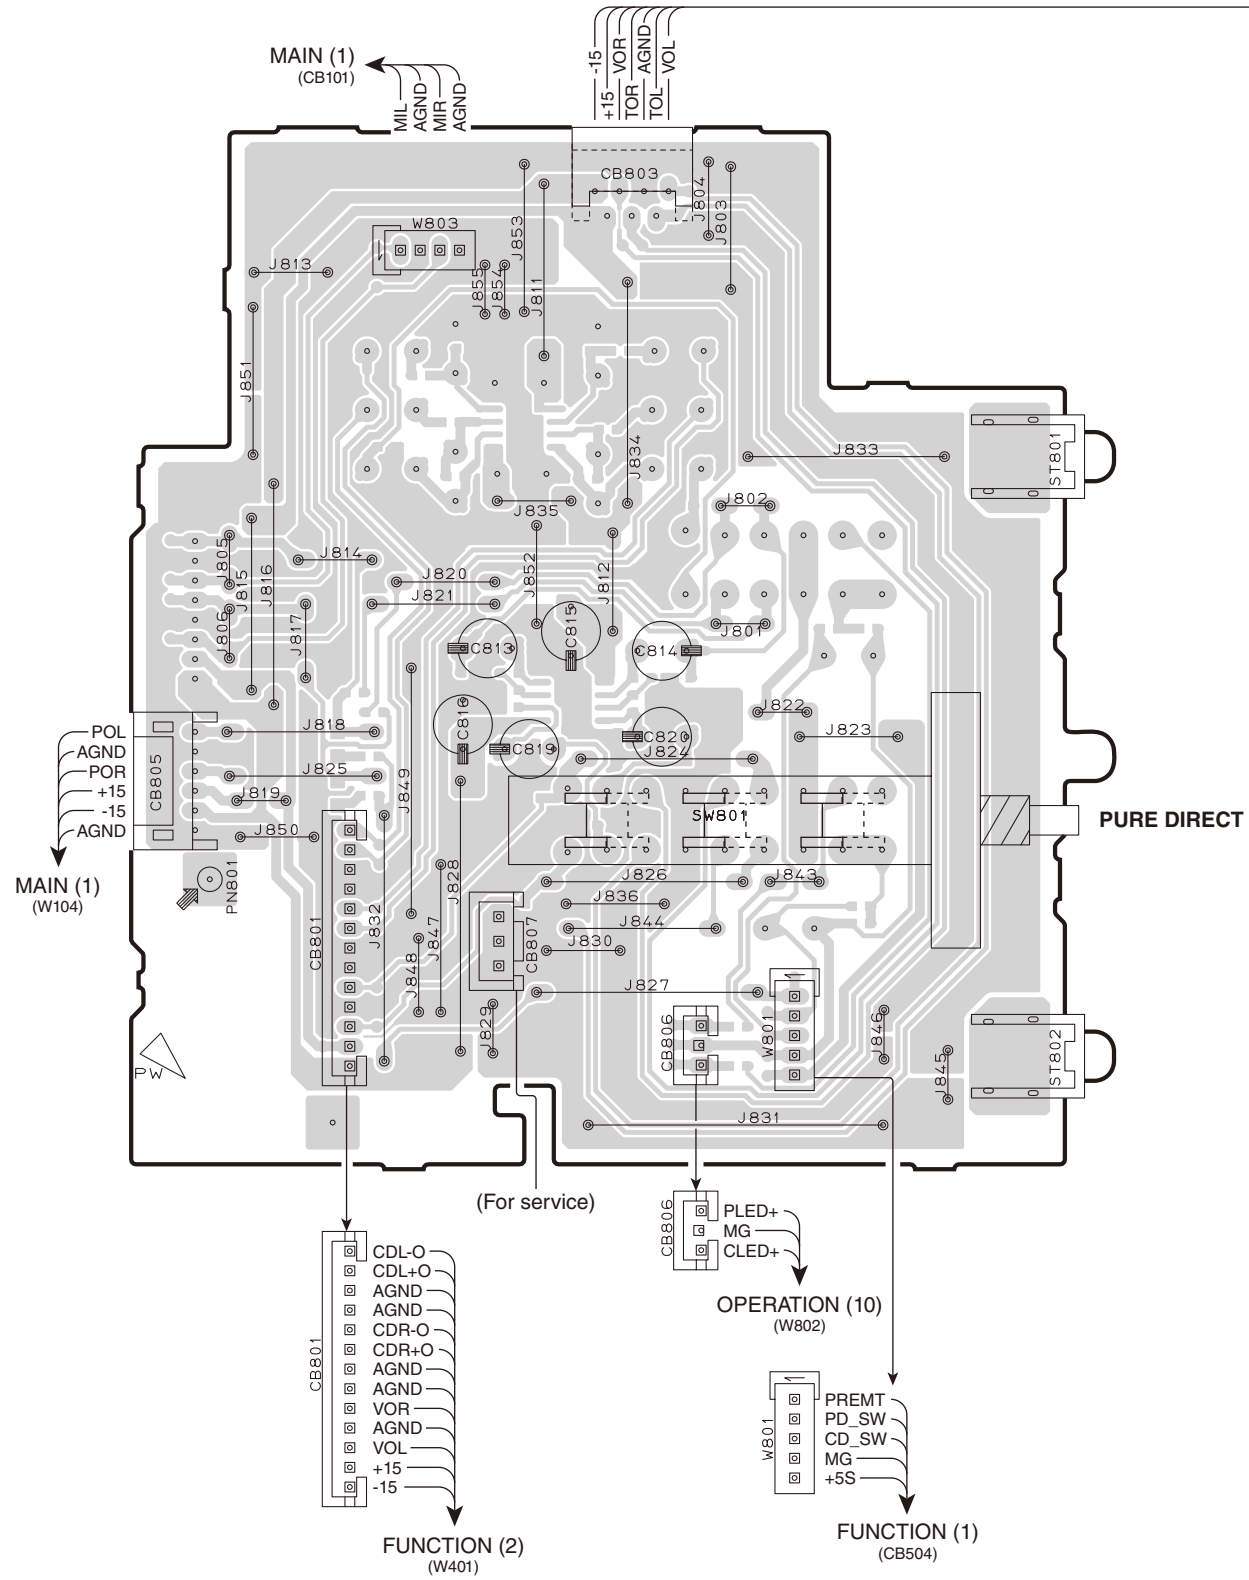 MAIN (1)
(CB101)
MIL
AGND
MIR
AGND
-15
+15
VOR
TOR
AGND
TOL
VOL
CB803
J804
J803
W803
J853
J813
J855
J854
J811
J851
J834
J833
ST801
J802
J835
J805
J815
J816
J814
J852
J812
J820
J821
J806
J817
J801
C813
C815
C814
J849
C816
C819
C820
J822
J823
J824
J818
J825
J819
J850
POL
AGND
POR
+15
-15
AGND
CB805
MAIN (1)
(W104)
PN801
SW801
PURE DIRECT
CB801
J832
J828
J847
J848
CB807
J826
J843
J836
J844
J830
J827
J829
CB806
W801
J846
J845
ST802
J831
PW
(For service)
CB801
CDL-O
CDL+O
AGND
AGND
CDR-O
CDR+O
AGND
AGND
VOR
AGND
VOL
+15
-15
FUNCTION (2)
(W401)
CB806
PLED+
MG
CLED+
OPERATION (10)
(W802)
W801
PREMT
PD_SW
CD_SW
MG
+5S
FUNCTION (1)
(CB504)